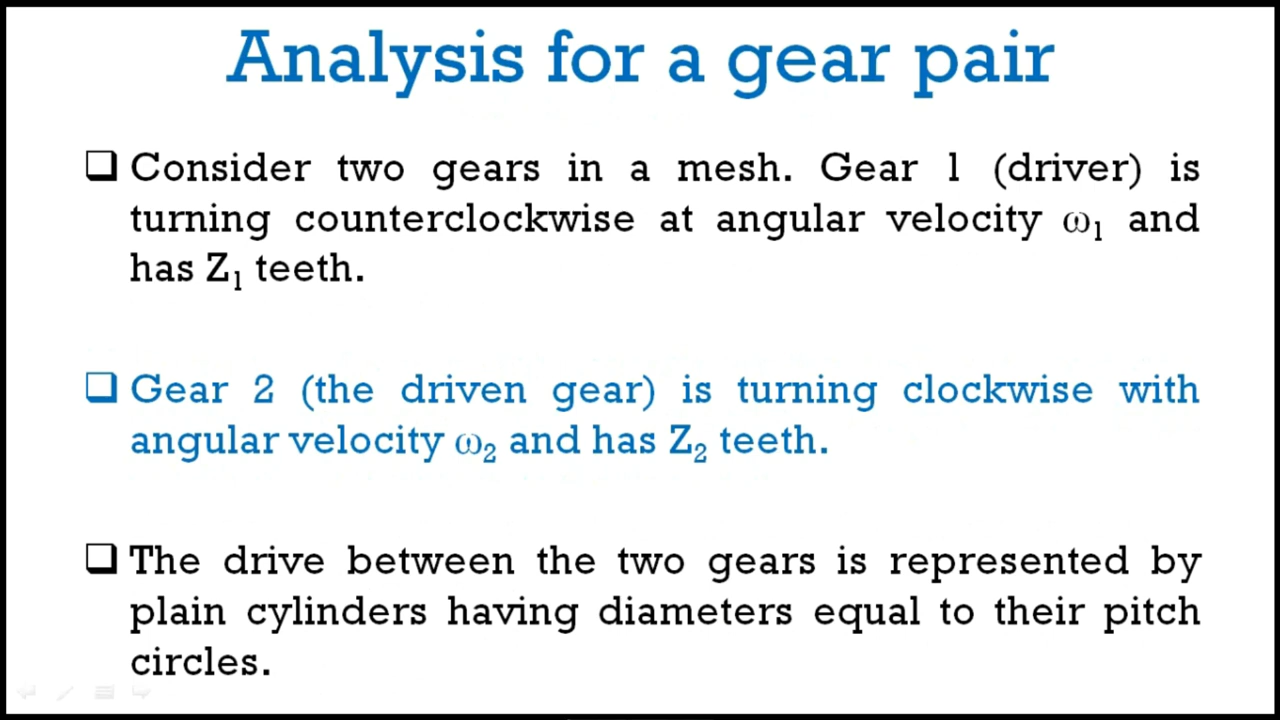 Analysis for a gear pair
❑ Consider two gears in a mesh. Gear 1 (driver) is
turning counterclockwise at angular velocity ω₁ and
has Z₁ teeth.
❑ Gear 2 (the driven gear) is turning clockwise with
angular velocity ω₂ and has Z₂ teeth.
❑ The drive between the two gears is represented by
plain cylinders having diameters equal to their pitch
circles.